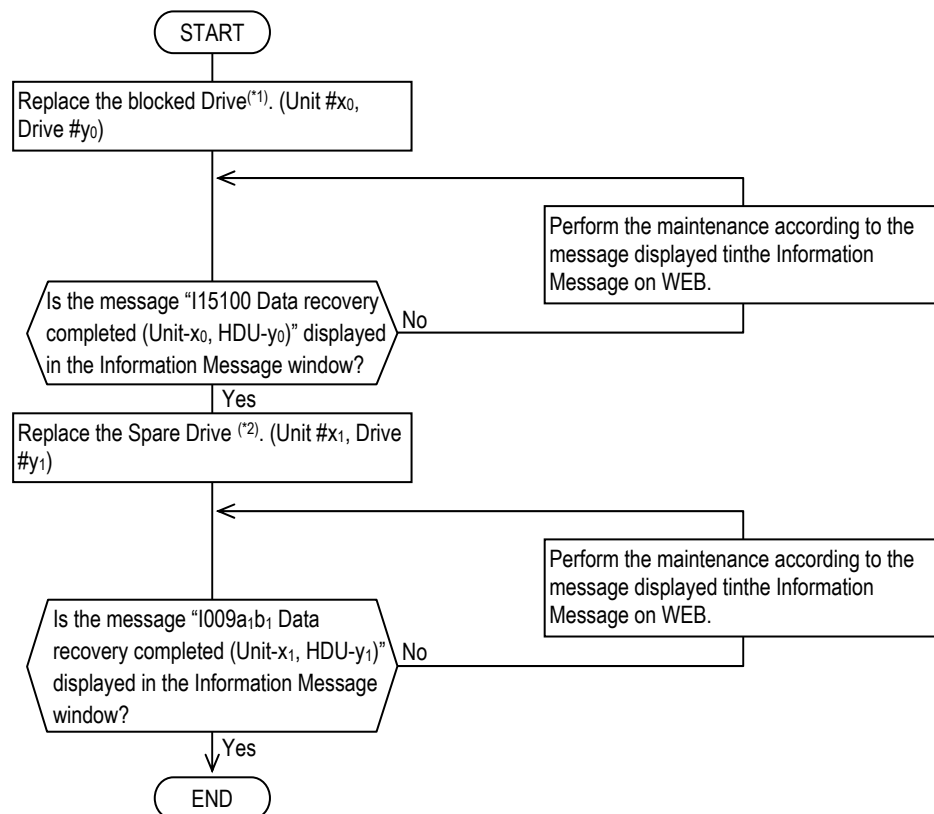 START
Replace the blocked Drive(*1). (Unit #x0,
Drive #y0)
Perform the maintenance according to the
message displayed tinthe Information
Message on WEB.
Is the message “I15100 Data recovery
completed (Unit-x0, HDU-y0)” displayed
in the Information Message window?
No
Yes
Replace the Spare Drive (*2). (Unit #x1, Drive
#y1)
Perform the maintenance according to the
message displayed tinthe Information
Message on WEB.
Is the message “I009a1b1 Data
recovery completed (Unit-x1, HDU-y1)”
displayed in the Information Message
window?
No
Yes
END